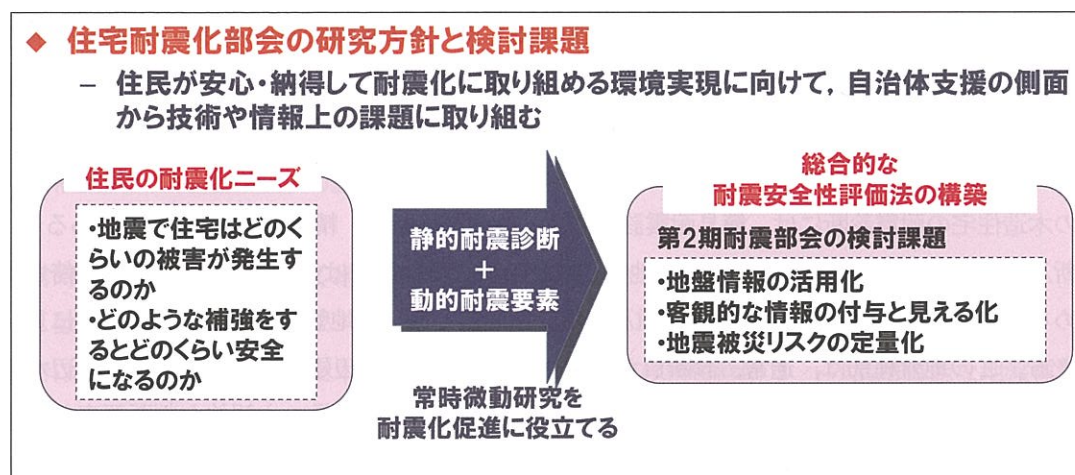 ◆ 住宅耐震化部会の研究方針と検討課題
– 住民が安心・納得して耐震化に取り組める環境実現に向けて，自治体支援の側面
から技術や情報上の課題に取り組む
住民の耐震化ニーズ
・地震で住宅はどのく
らいの被害が発生す
るのか
・どのような補強をす
るとどのくらい安全
になるのか
静的耐震診断
＋
動的耐震要素
常時微動研究を
耐震化促進に役立てる
総合的な
耐震安全性評価法の構築
第2期耐震部会の検討課題
・地盤情報の活用化
・客観的な情報の付与と見える化
・地震被災リスクの定量化